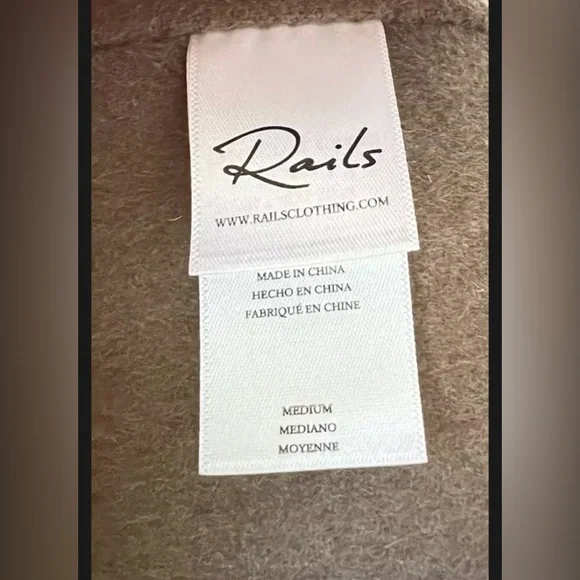 Rails
WWW.RAILSCLOTHING.COM
MADE IN CHINA
HECHO EN CHINA
FABRIQUÉ EN CHINE
MEDIUM
MEDIANO
MOYENNE